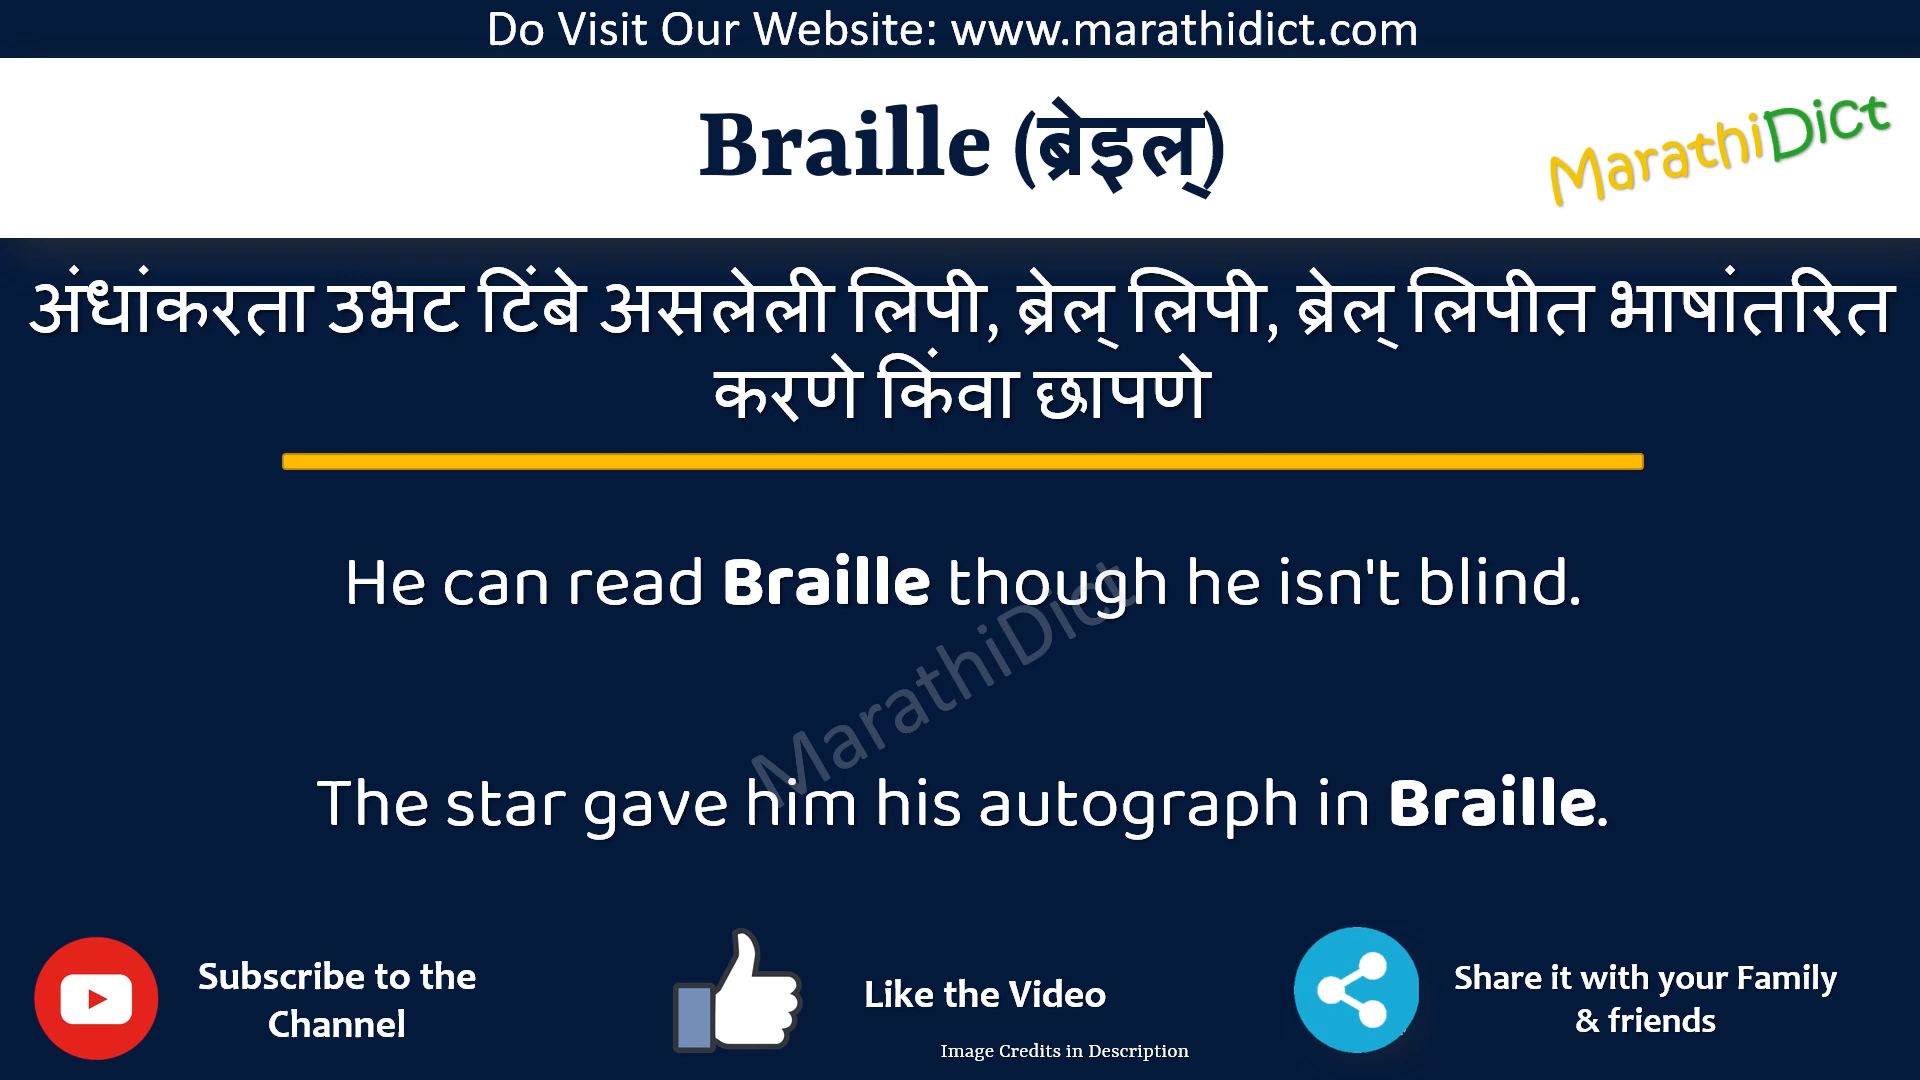 Do Visit Our Website: www.marathidict.com
Braille (ब्रेइल्)
MarathiDict
अंधांकरता उभट टिंबे असलेली लिपी, ब्रेल् लिपी, ब्रेल् लिपीत भाषांतरित
करणे किंवा छापणे
He can read Braille though he isn't blind.
MarathiDict
The star gave him his autograph in Braille.
Subscribe to the
Channel
Like the Video
Share it with your Family
& friends
Image Credits in Description